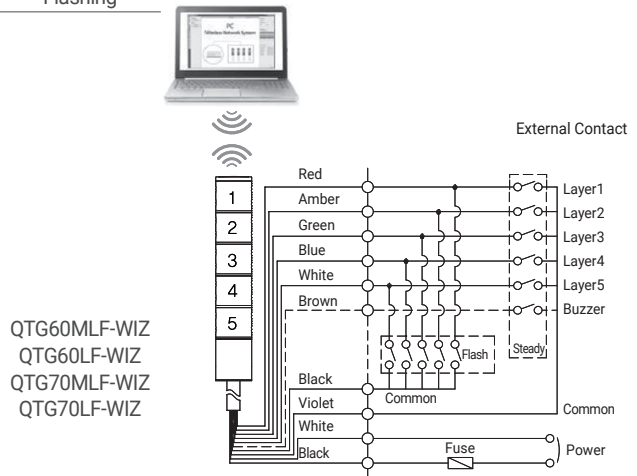 Flashing
PC
Wireless Network System
External Contact
Red
Amber
Green
Blue
White
Brown
1
2
3
4
5
Layer1
Layer2
Layer3
Layer4
Layer5
Buzzer
Flash
Steady
QTG60MLF-WIZ
QTG60LF-WIZ
QTG70MLF-WIZ
QTG70LF-WIZ
Black
Common
Violet
Common
White
Black
Fuse
Power